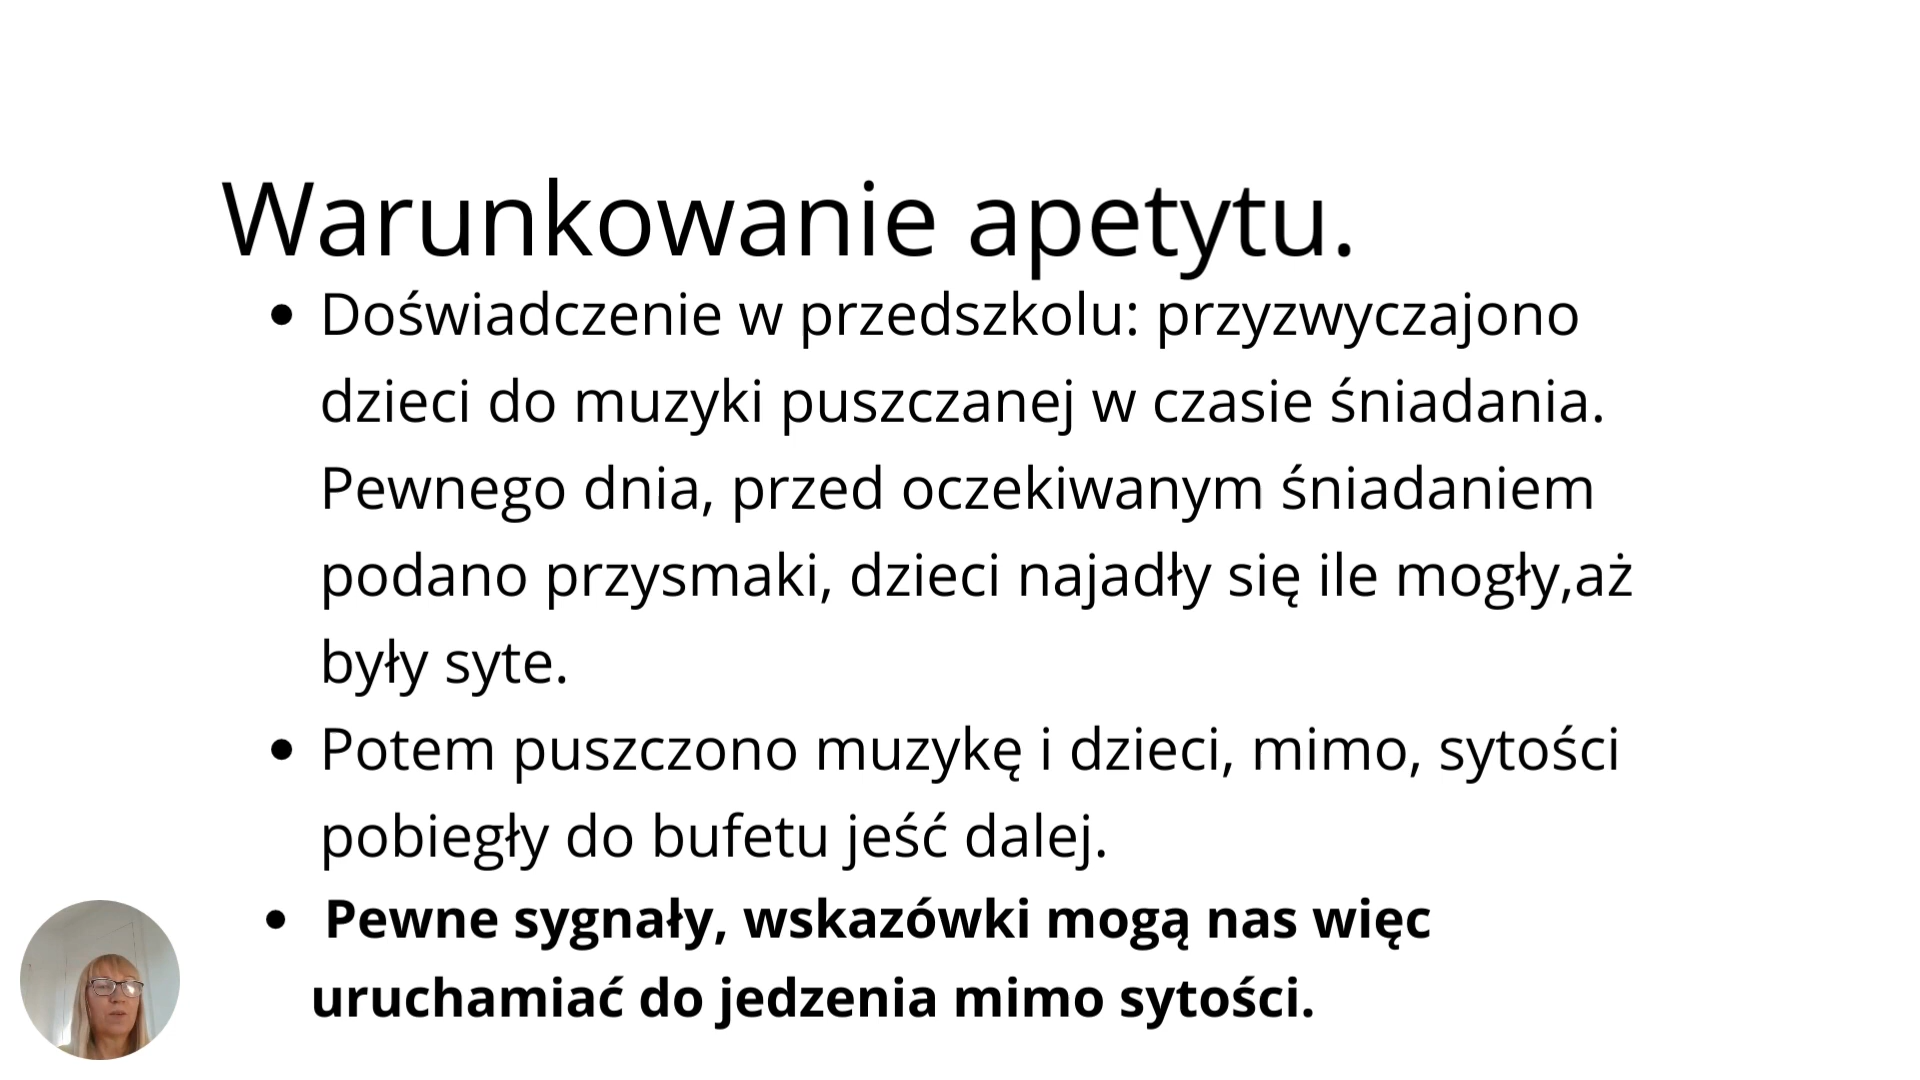 Warunkowanie apetytu.
• Doświadczenie w przedszkolu: przyzwyczajono
dzieci do muzyki puszczanej w czasie śniadania.
Pewnego dnia, przed oczekiwanym śniadaniem
podano przysmaki, dzieci najadły się ile mogły,aż
były syte.
• Potem puszczono muzykę i dzieci, mimo, sytości
pobiegły do bufetu jeść dalej.
• Pewne sygnały, wskazówki mogą nas więc
uruchamiać do jedzenia mimo sytości.